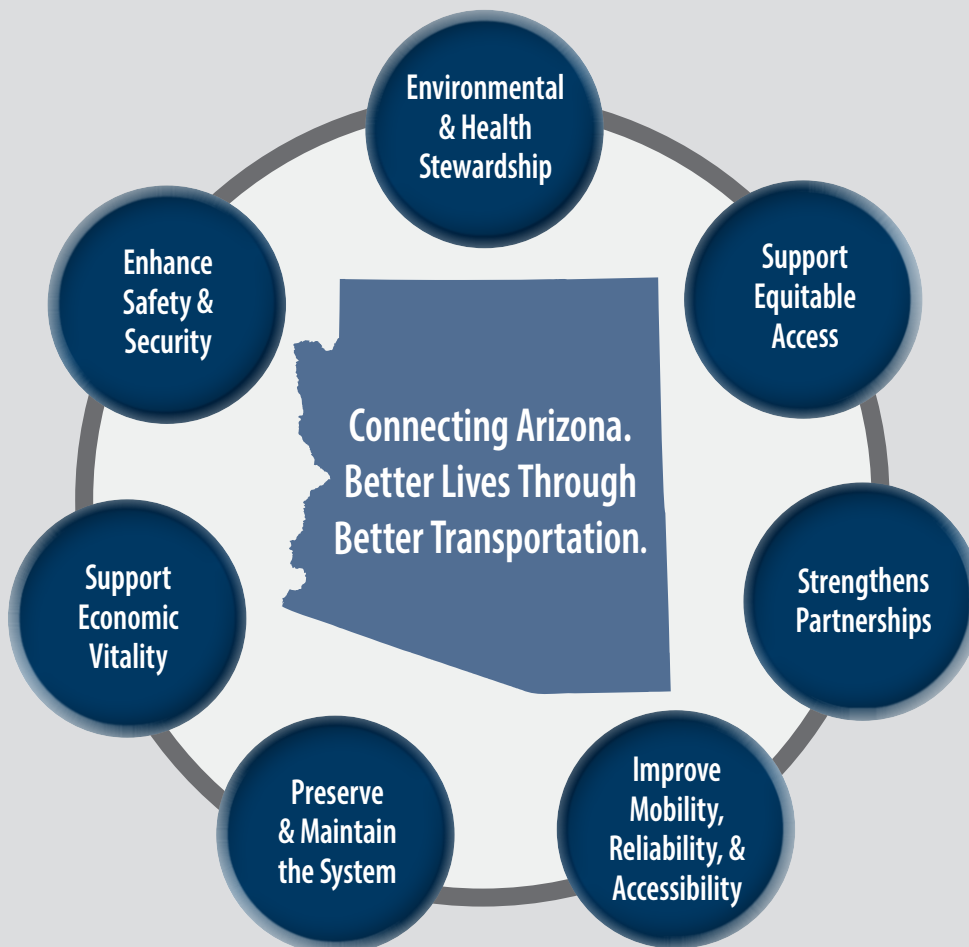 Environmental
& Health
Stewardship
Support
Equitable
Access
Strengthens
Partnerships
Improve
Mobility,
Reliability, &
Accessibility
Preserve
& Maintain
the System
Support
Economic
Vitality
Enhance
Safety &
Security
Connecting Arizona.
Better Lives Through
Better Transportation.